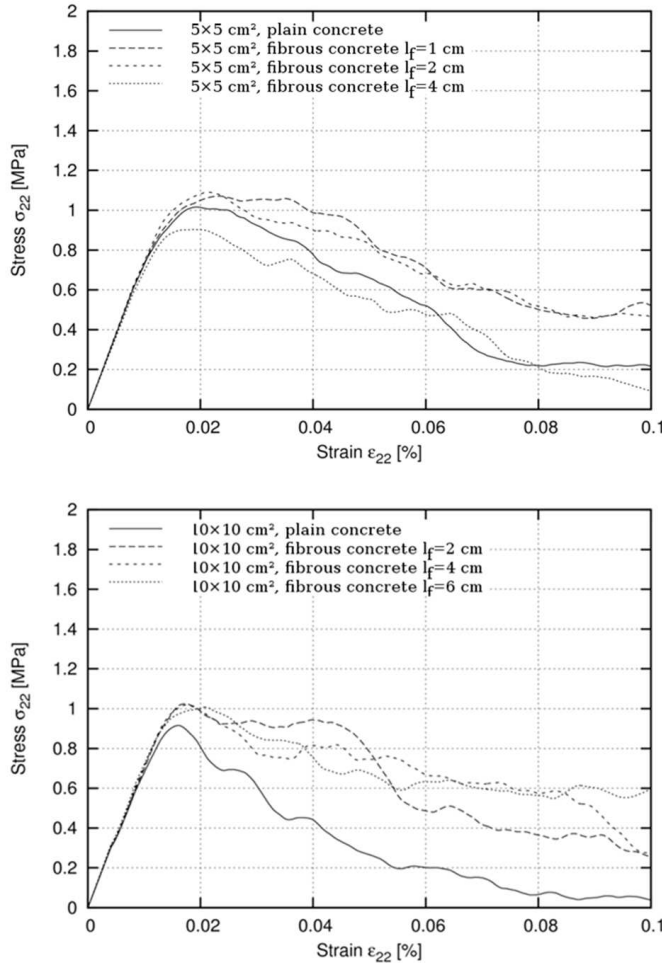 2
5×5 cm², plain concrete
5×5 cm², fibrous concrete lf=1 cm
5×5 cm², fibrous concrete lf=2 cm
5×5 cm², fibrous concrete lf=4 cm
1.8
1.6
1.4
1.2
1
0.8
0.6
0.4
0.2
0
Stress σ22 [MPa]
0 0.02 0.04 0.06 0.08 0.1
Strain ε22 [%]
2
10×10 cm², plain concrete
10×10 cm², fibrous concrete lf=2 cm
10×10 cm², fibrous concrete lf=4 cm
10×10 cm², fibrous concrete lf=6 cm
1.8
1.6
1.4
1.2
1
0.8
0.6
0.4
0.2
0
Stress σ22 [MPa]
0 0.02 0.04 0.06 0.08 0.1
Strain ε22 [%]